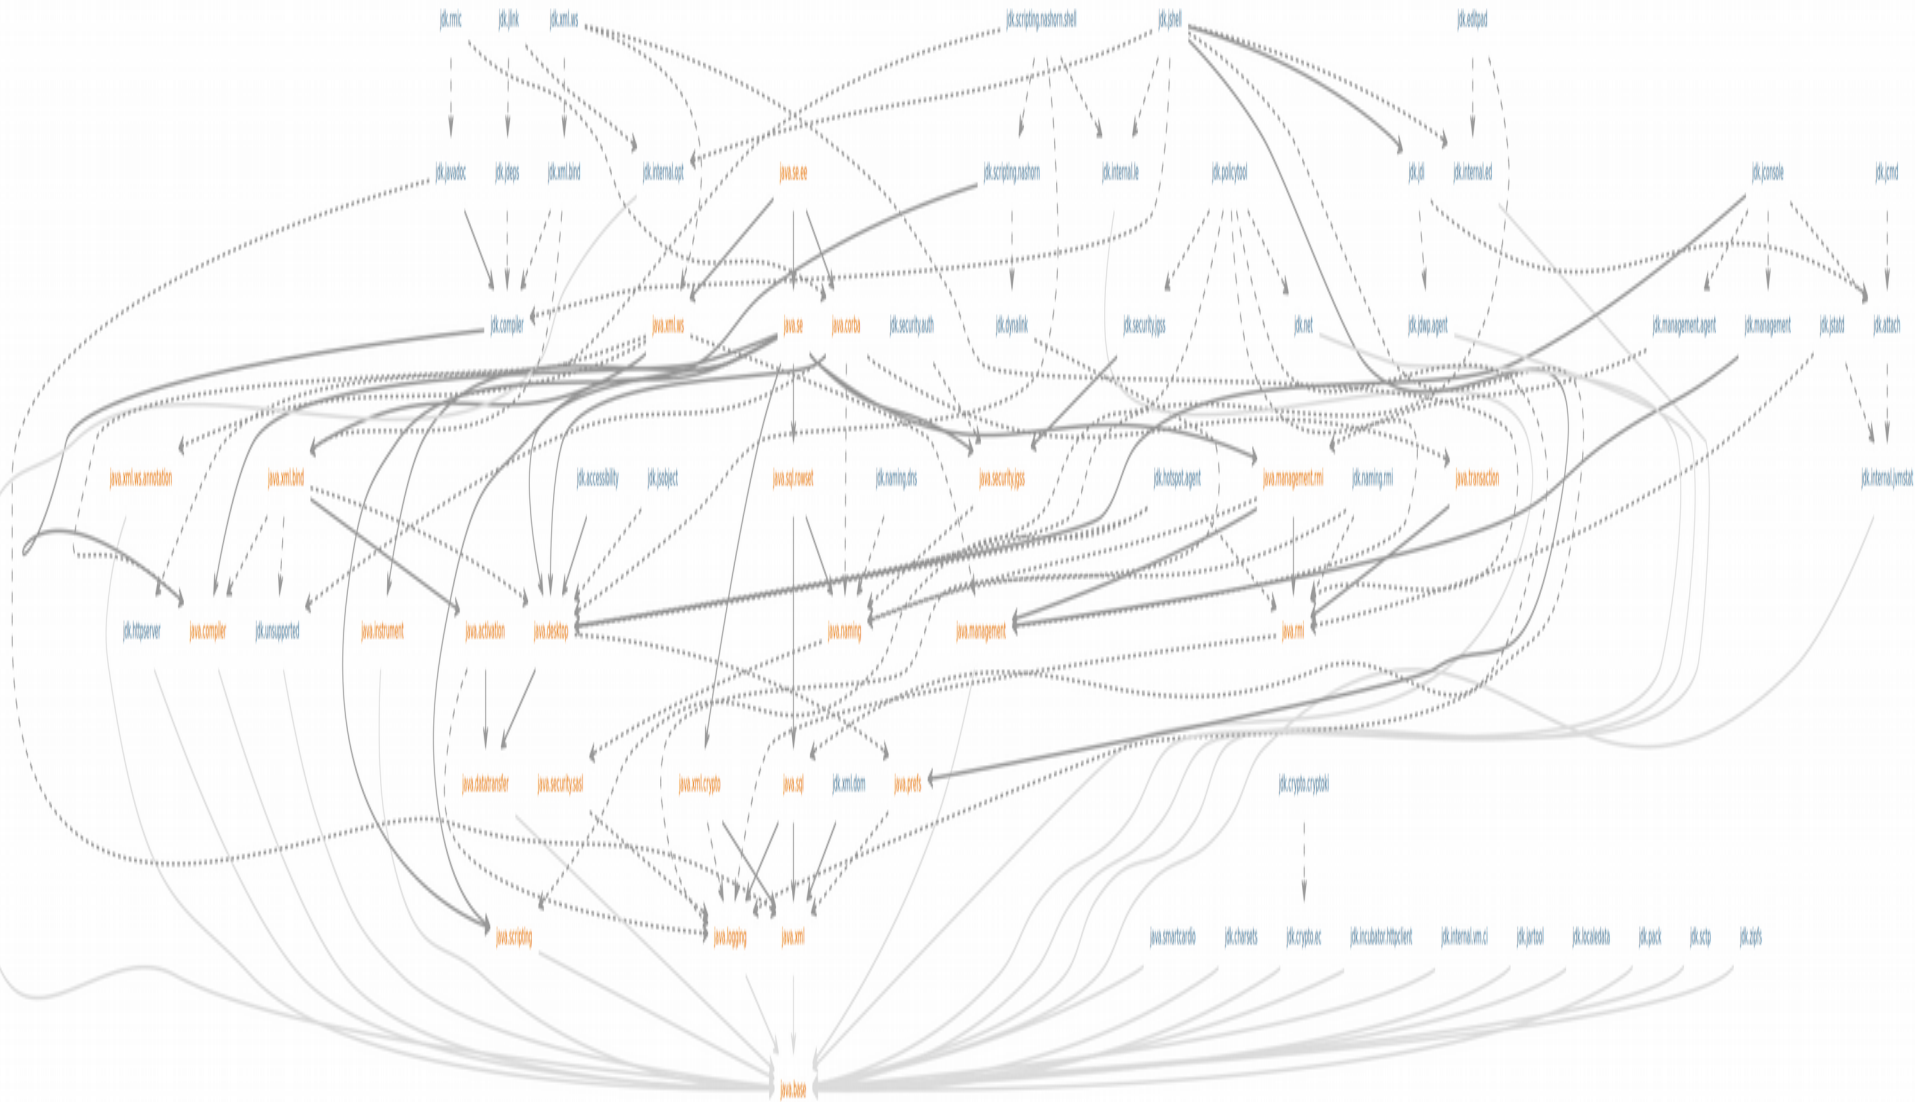 jdk.rmic jdk.jlink jdk.xml.ws jdk.scripting.nashorn.shell jdk.jshell jdk.editpad
jdk.javadoc jdk.jdeps jdk.xml.bind jdk.internal.opt java.se.ee jdk.scripting.nashorn jdk.internal.le jdk.policytool jdk.jdi jdk.internal.ed jdk.jconsole jdk.jcmd
jdk.compiler java.xml.ws java.se java.corba jdk.security.auth jdk.dynalink jdk.security.jgss jdk.net jdk.jdwp.agent jdk.management.agent jdk.management jdk.jstatd jdk.attach
java.xml.ws.annotation java.xml.bind jdk.accessibility jdk.jsobject java.sql.rowset jdk.naming.dns java.security.jgss jdk.hotspot.agent java.management.rmi jdk.naming.rmi java.transaction jdk.internal.jvmstat
jdk.httpserver java.compiler jdk.unsupported java.instrument java.activation java.desktop java.naming java.management java.rmi
java.datatransfer java.security.sasl java.xml.crypto java.sql jdk.xml.dom java.prefs jdk.crypto.cryptoki
java.scripting java.logging java.xml java.smartcardio jdk.charsets jdk.crypto.ec jdk.incubator.httpclient jdk.internal.vm.ci jdk.jartool jdk.localedata jdk.pack jdk.sctp jdk.zipfs
java.base